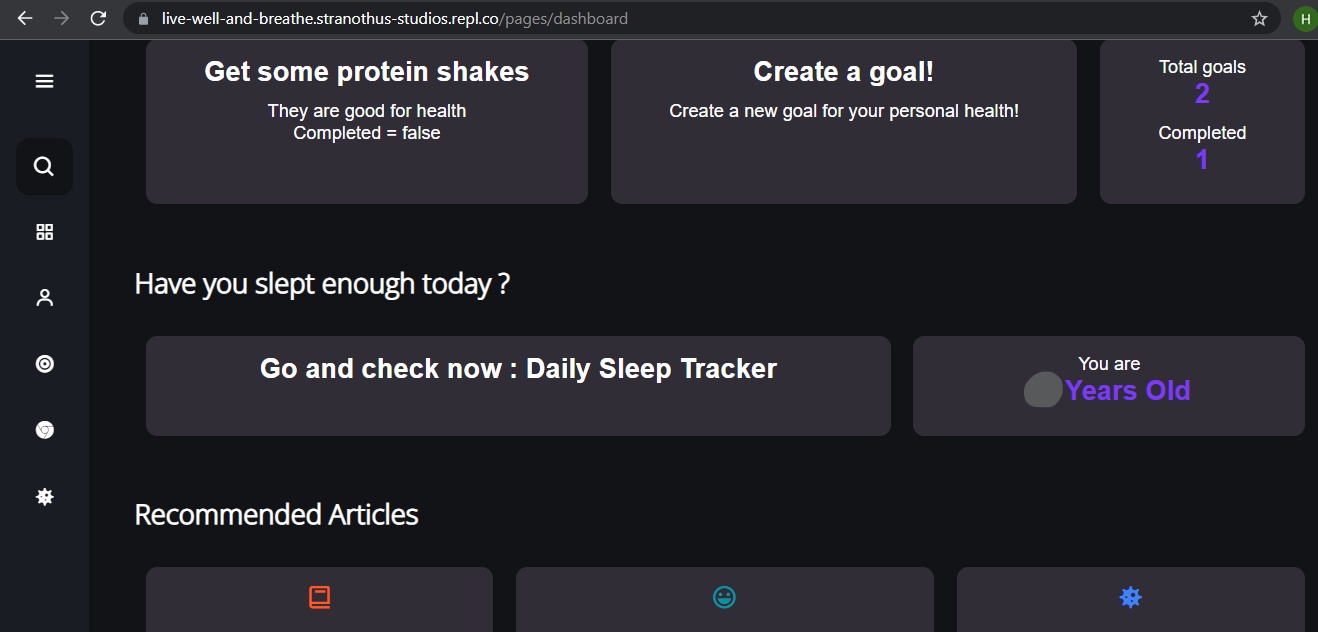 live-well-and-breathe.stranothus-studios.repl.co/pages/dashboard
H
Get some protein shakes
They are good for health
Completed = false
Create a goal!
Create a new goal for your personal health!
Total goals
2
Completed
1
Have you slept enough today ?
Go and check now : Daily Sleep Tracker
You are
Years Old
Recommended Articles